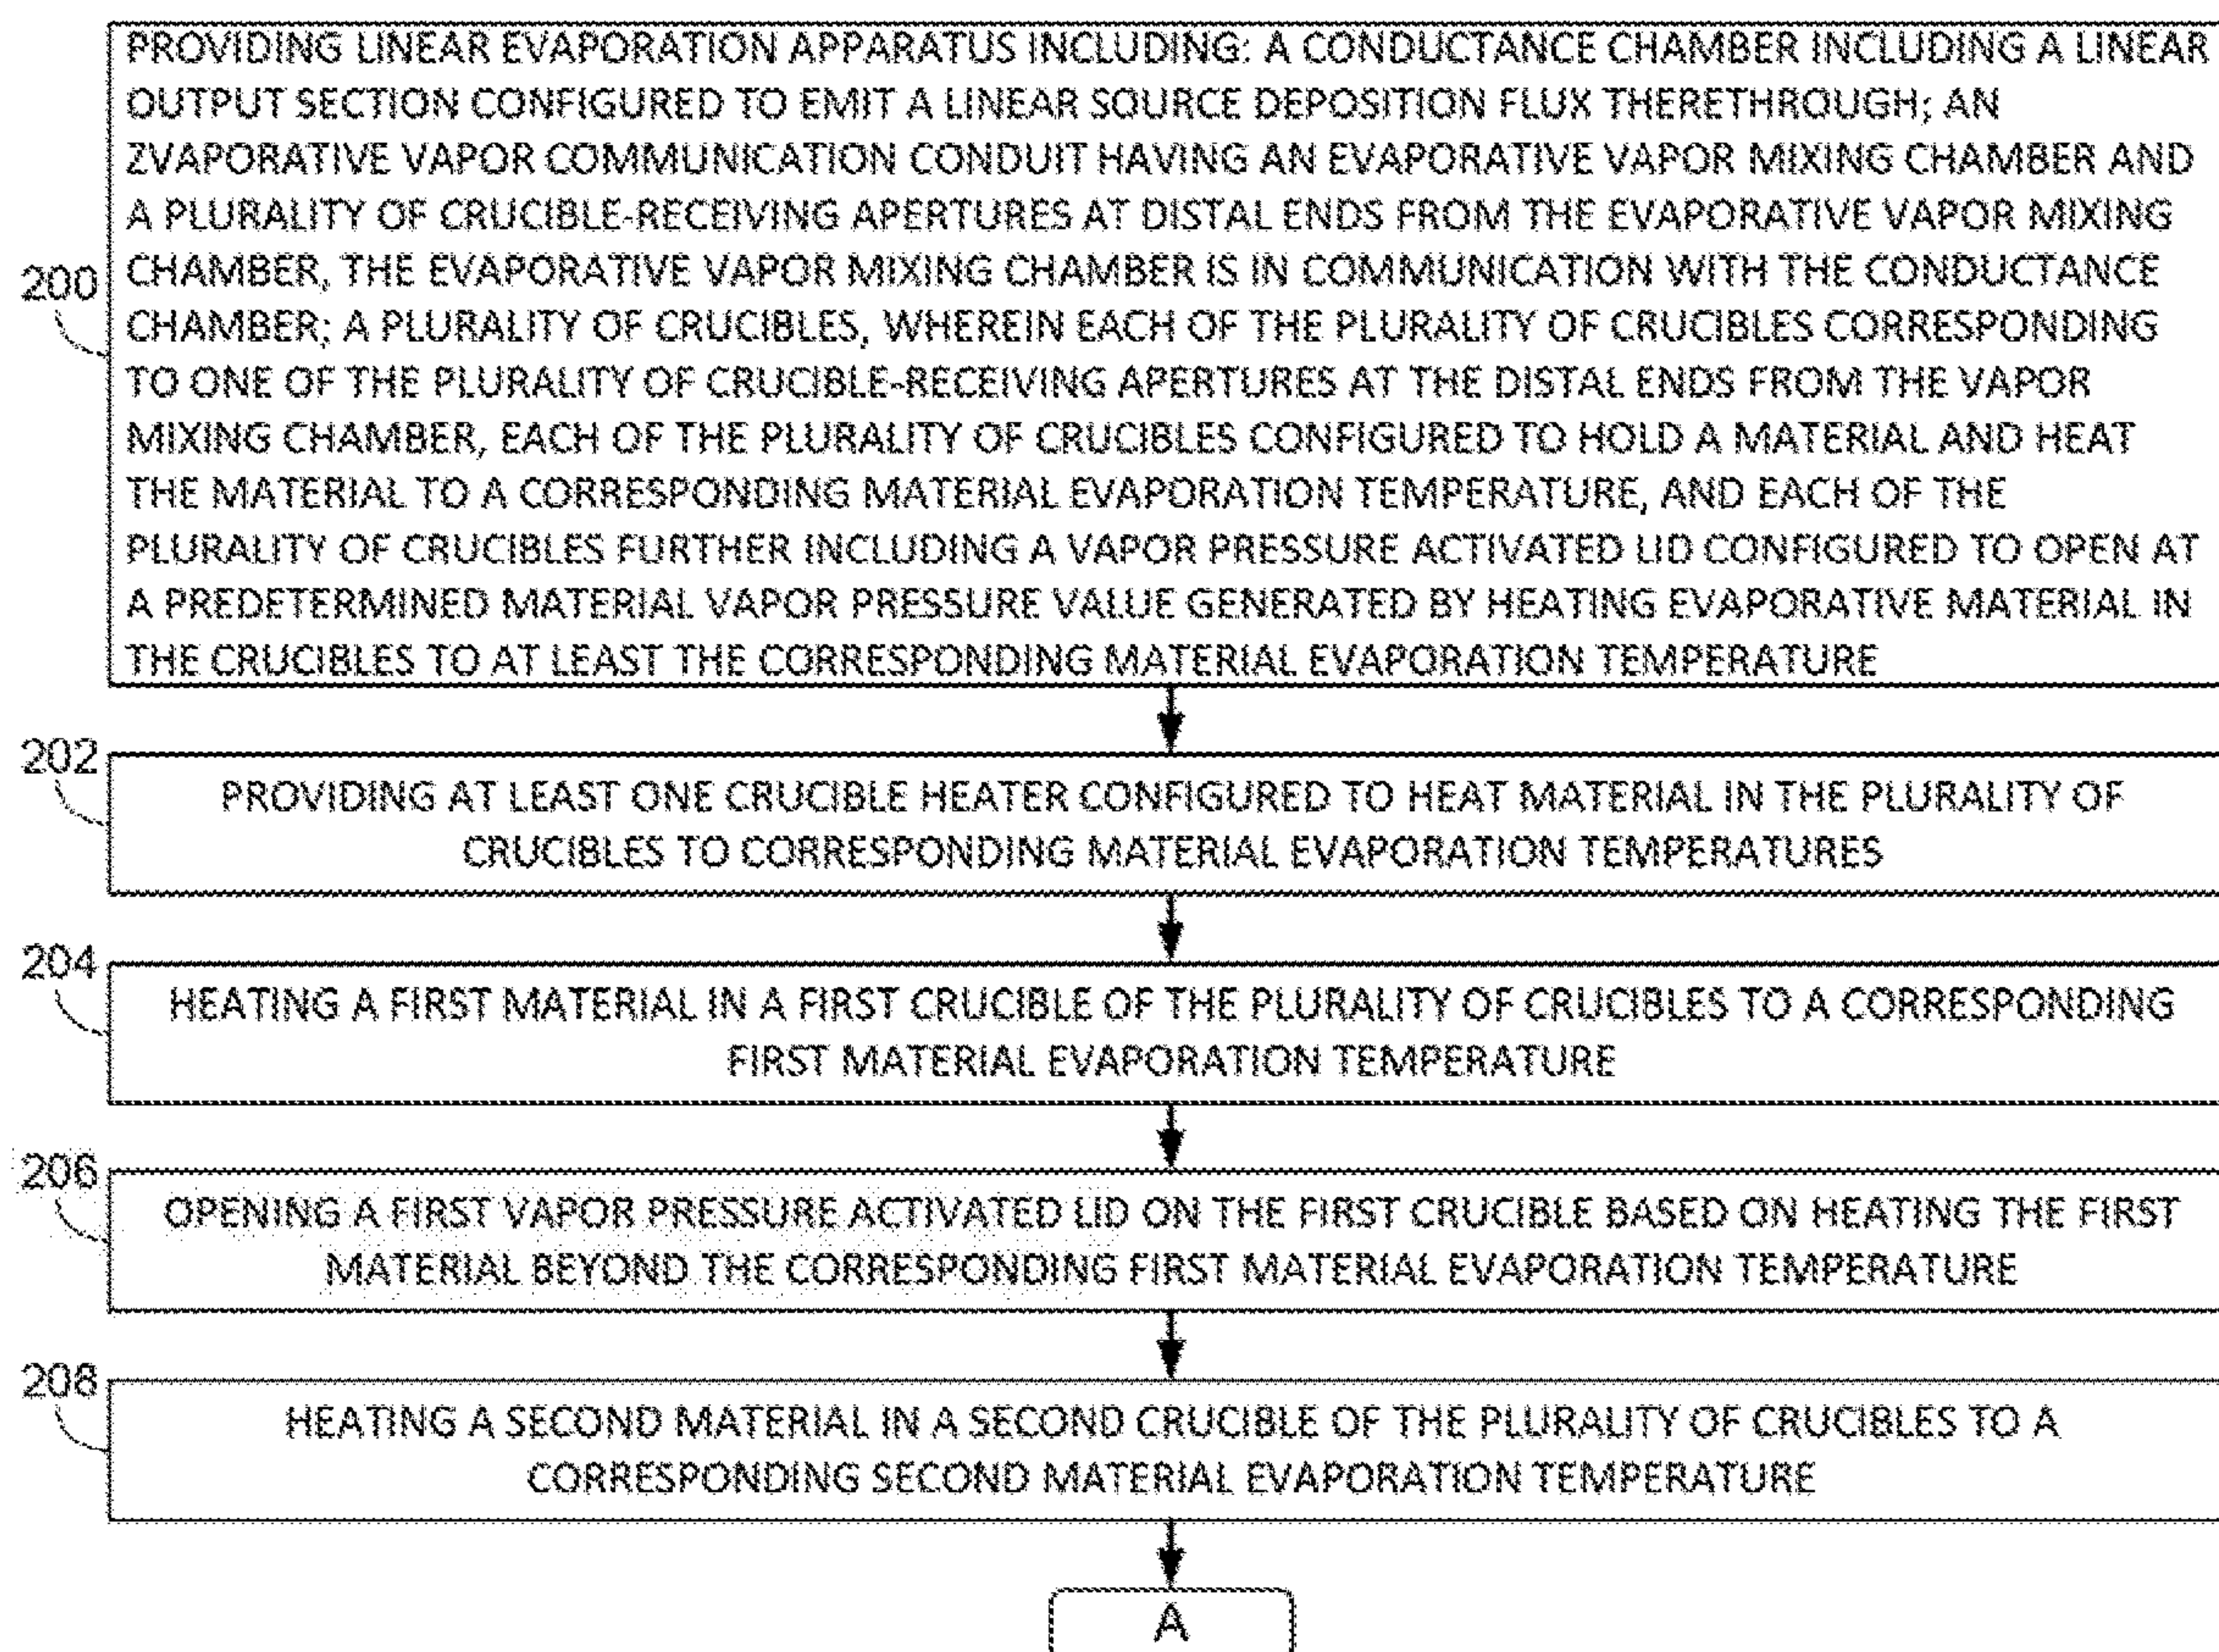 PROVIDING LINEAR EVAPORATION APPARATUS INCLUDING: A CONDUCTANCE CHAMBER INCLUDING A LINEAR
OUTPUT SECTION CONFIGURED TO EMIT A LINEAR SOURCE DEPOSITION FLUX THERETHROUGH; AN
ZVAPORATIVE VAPOR COMMUNICATION CONDUIT HAVING AN EVAPORATIVE VAPOR MIXING CHAMBER AND
A PLURALITY OF CRUCIBLE-RECEIVING APERTURES AT DISTAL ENDS FROM THE EVAPORATIVE VAPOR MIXING
200 CHAMBER, THE EVAPORATIVE VAPOR MIXING CHAMBER IS IN COMMUNICATION WITH THE CONDUCTANCE
CHAMBER; A PLURALITY OF CRUCIBLES, WHEREIN EACH OF THE PLURALITY OF CRUCIBLES CORRESPONDING
TO ONE OF THE PLURALITY OF CRUCIBLE-RECEIVING APERTURES AT THE DISTAL ENDS FROM THE VAPOR
MIXING CHAMBER, EACH OF THE PLURALITY OF CRUCIBLES CONFIGURED TO HOLD A MATERIAL AND HEAT
THE MATERIAL TO A CORRESPONDING MATERIAL EVAPORATION TEMPERATURE, AND EACH OF THE
PLURALITY OF CRUCIBLES FURTHER INCLUDING A VAPOR PRESSURE ACTIVATED LID CONFIGURED TO OPEN AT
A PREDETERMINED MATERIAL VAPOR PRESSURE VALUE GENERATED BY HEATING EVAPORATIVE MATERIAL IN
THE CRUCIBLES TO AT LEAST THE CORRESPONDING MATERIAL EVAPORATION TEMPERATURE
202
PROVIDING AT LEAST ONE CRUCIBLE HEATER CONFIGURED TO HEAT MATERIAL IN THE PLURALITY OF
CRUCIBLES TO CORRESPONDING MATERIAL EVAPORATION TEMPERATURES
204
HEATING A FIRST MATERIAL IN A FIRST CRUCIBLE OF THE PLURALITY OF CRUCIBLES TO A CORRESPONDING
FIRST MATERIAL EVAPORATION TEMPERATURE
206
OPENING A FIRST VAPOR PRESSURE ACTIVATED LID ON THE FIRST CRUCIBLE BASED ON HEATING THE FIRST
MATERIAL BEYOND THE CORRESPONDING FIRST MATERIAL EVAPORATION TEMPERATURE
208
HEATING A SECOND MATERIAL IN A SECOND CRUCIBLE OF THE PLURALITY OF CRUCIBLES TO A
CORRESPONDING SECOND MATERIAL EVAPORATION TEMPERATURE
A